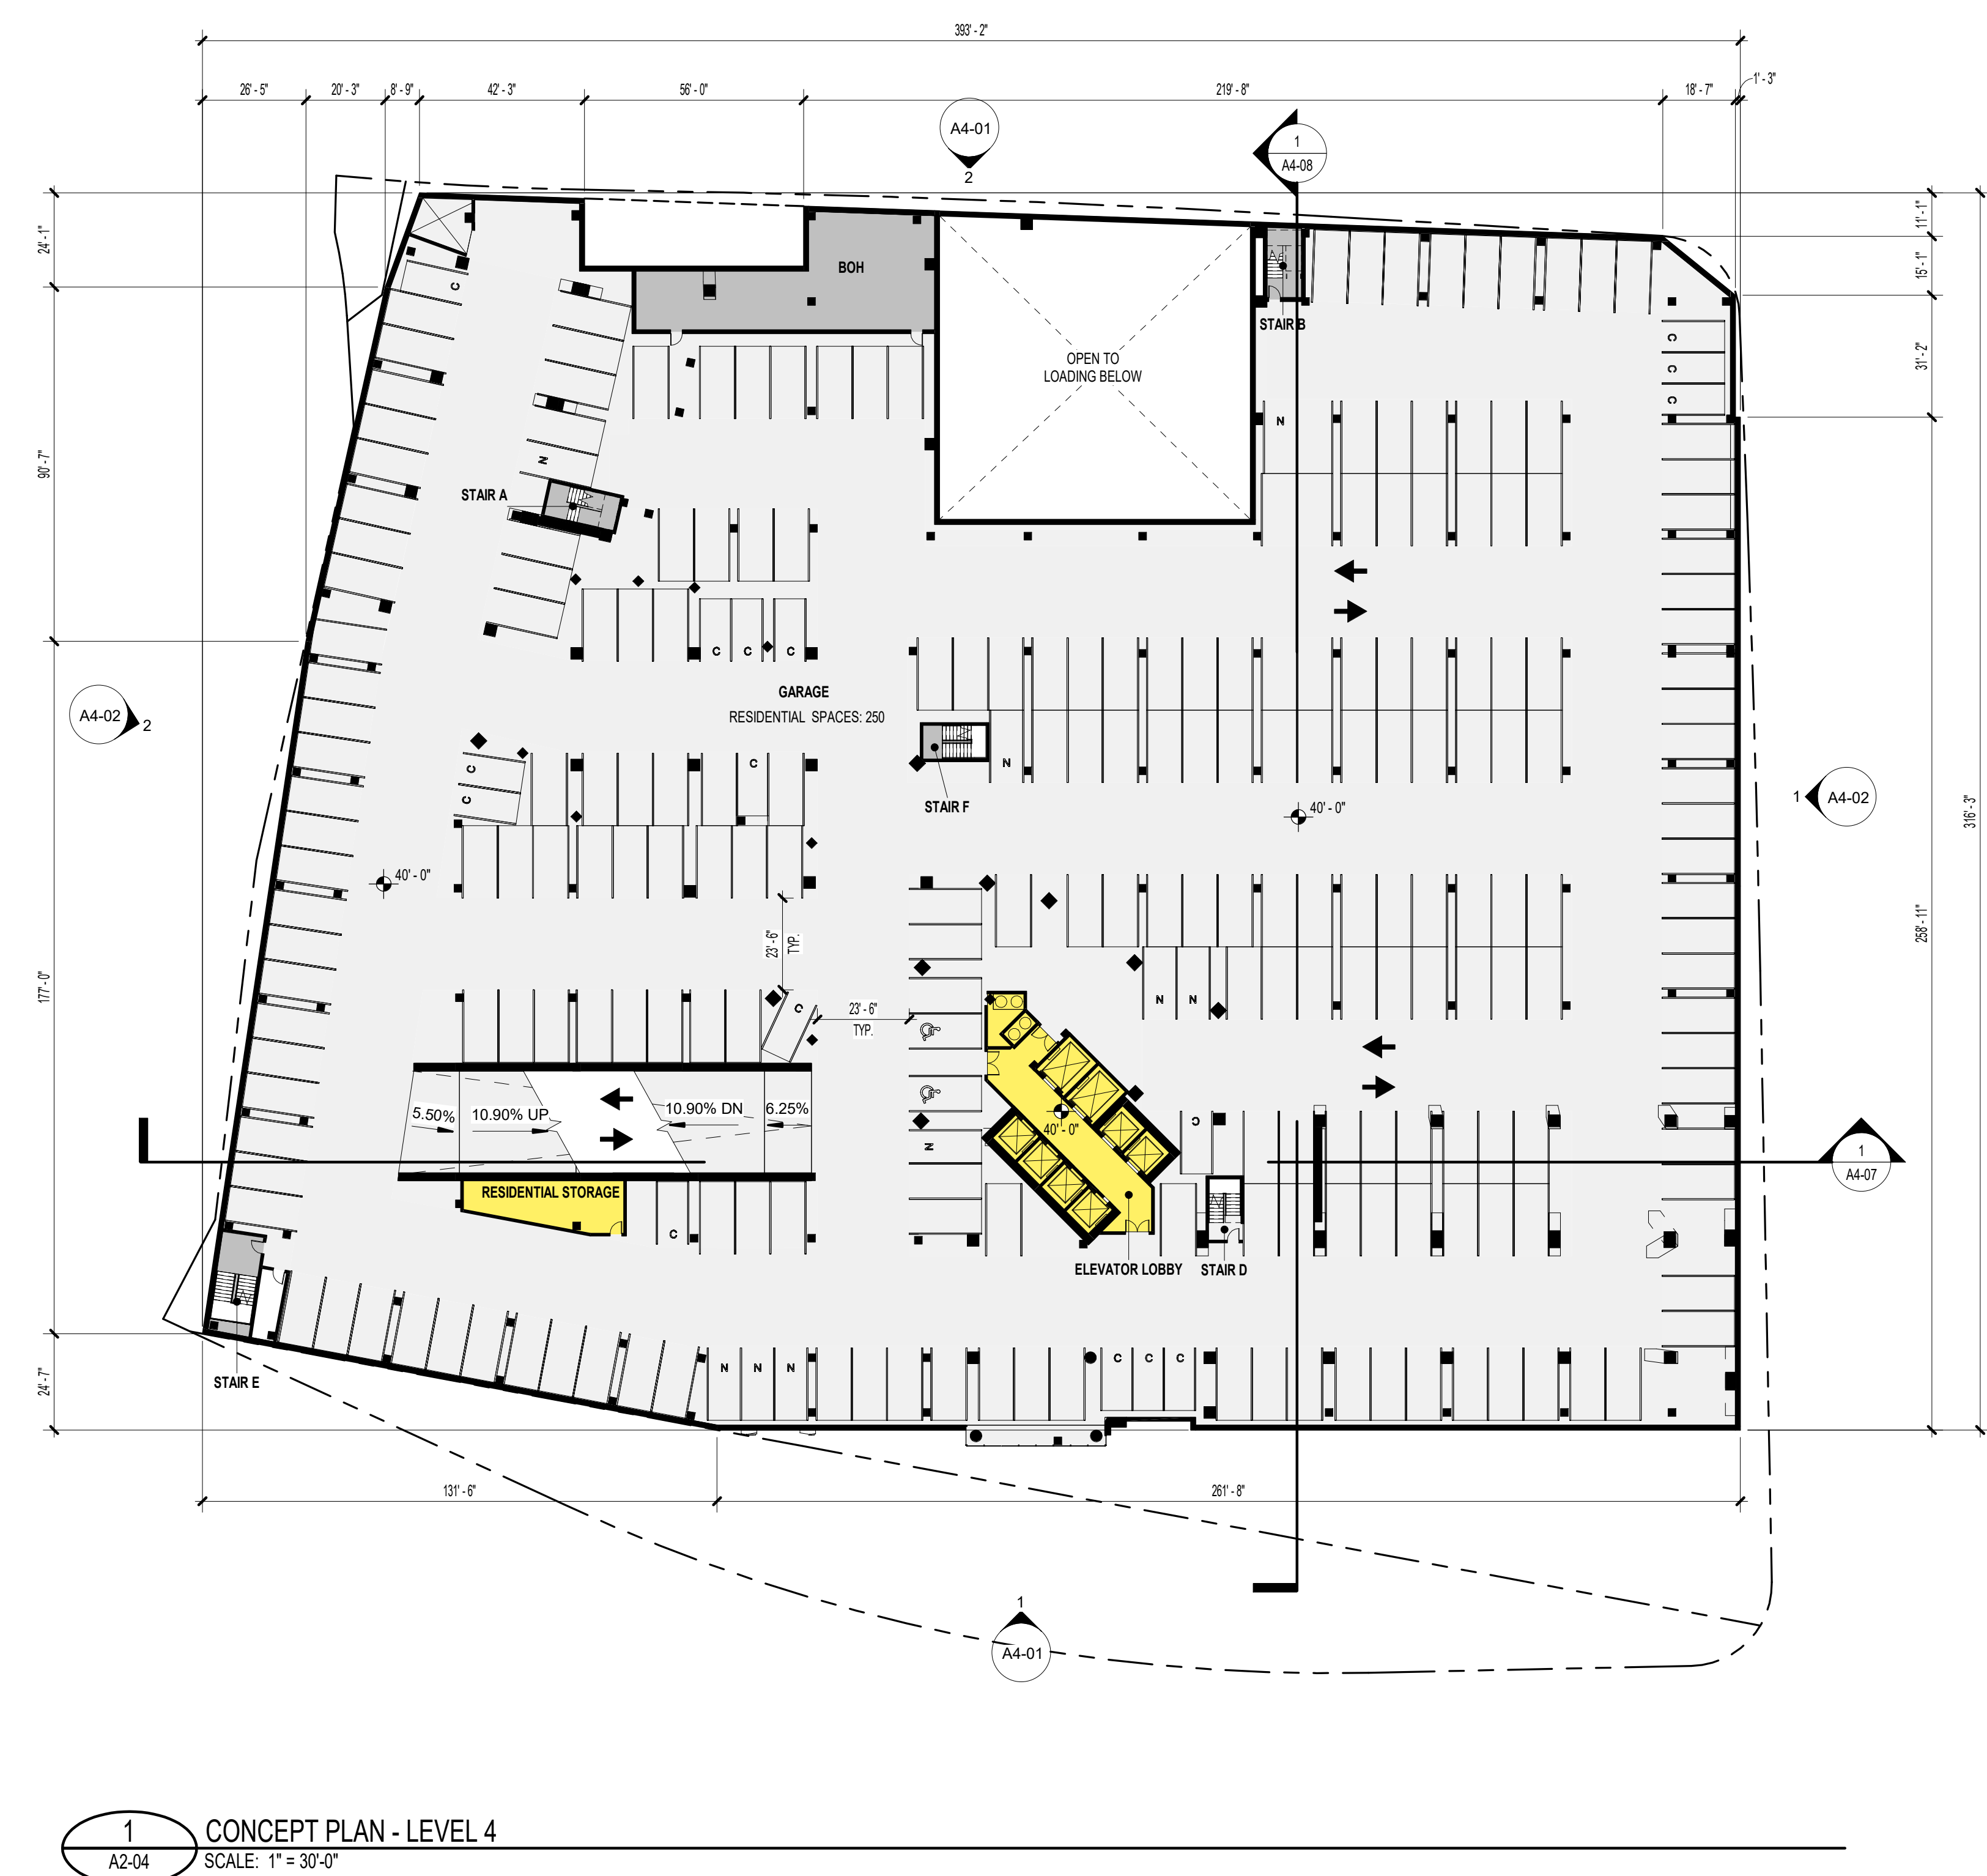 393' - 2"
26' - 5"
20' - 3"
8' - 9"
42' - 3"
56' - 0"
219' - 8"
18' - 7"
1' - 3"
A4-01
2
1
A4-08
24' - 1"
90' - 7"
177' - 0"
24' - 7"
11' - 1"
15' - 1"
31' - 2"
258' - 11"
316' - 3"
BOH
STAIR B
OPEN TO
LOADING BELOW
C
C
C
C
N
N
STAIR A
C
C
C
GARAGE
RESIDENTIAL SPACES: 250
A4-02
2
C
C
C
N
STAIR F
1
A4-02
40' - 0"
40' - 0"
23' - 6"
TYP.
23' - 6"
TYP.
C
N
N
5.50%
10.90% UP
10.90% DN
6.25%
40' - 0"
C
N
1
A4-07
RESIDENTIAL STORAGE
C
ELEVATOR LOBBY
STAIR D
STAIR E
N
N
N
C
C
C
131' - 6"
261' - 8"
1
A4-01
1
A2-04
CONCEPT PLAN - LEVEL 4
SCALE: 1" = 30'-0"